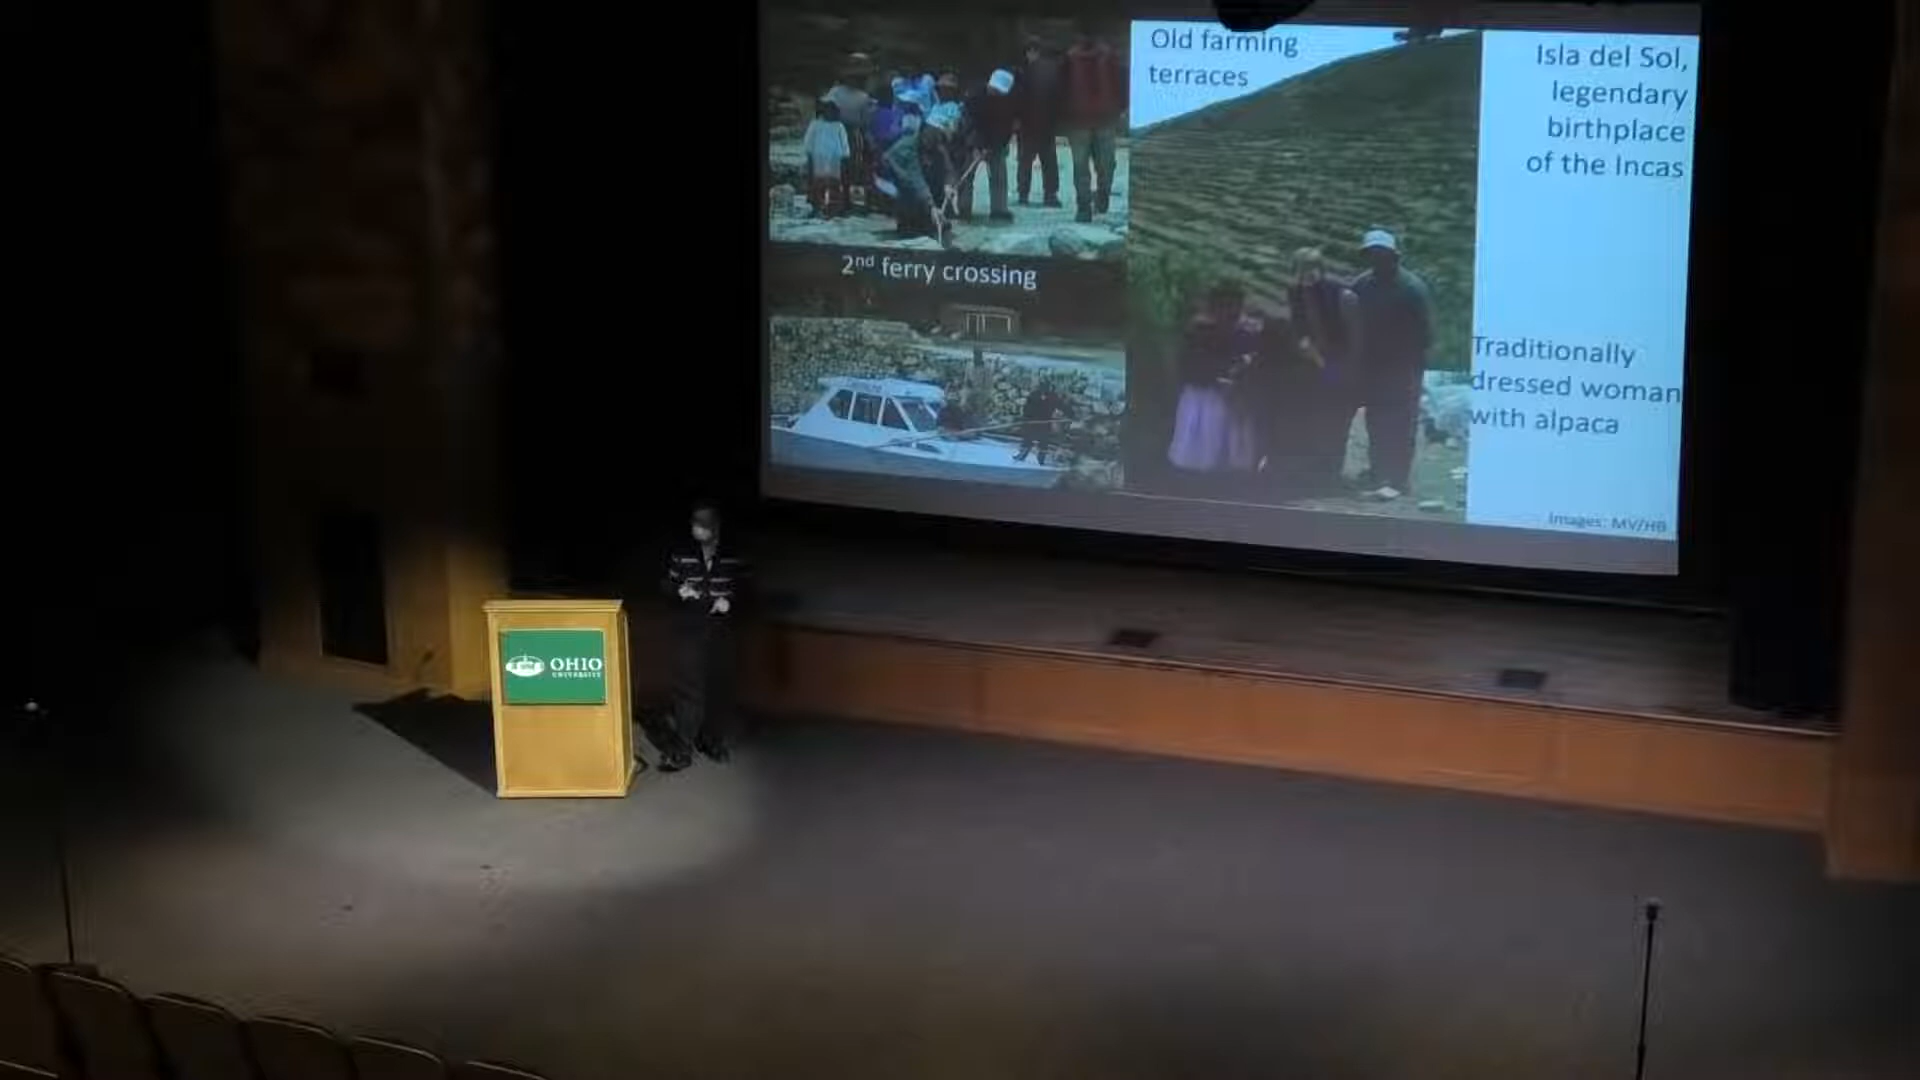 Old farming
terraces
Isla del Sol,
legendary
birthplace
of the Incas
2nd ferry crossing
Traditionally
dressed woman
with alpaca
Images: MV/HB
OHIO
UNIVERSITY